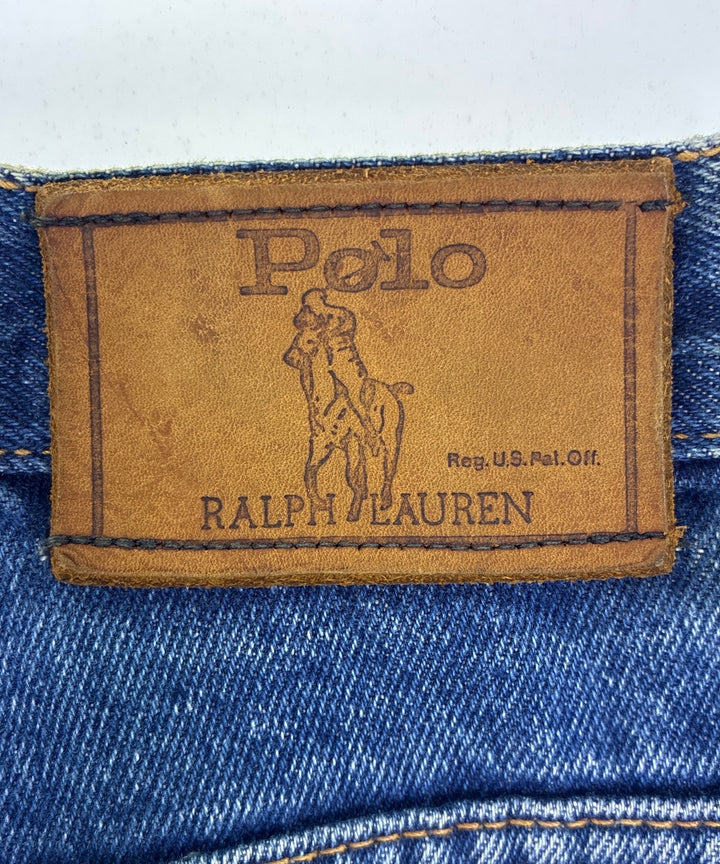 Polo
Reg. U.S. Pat. Off.
RALPH LAUREN